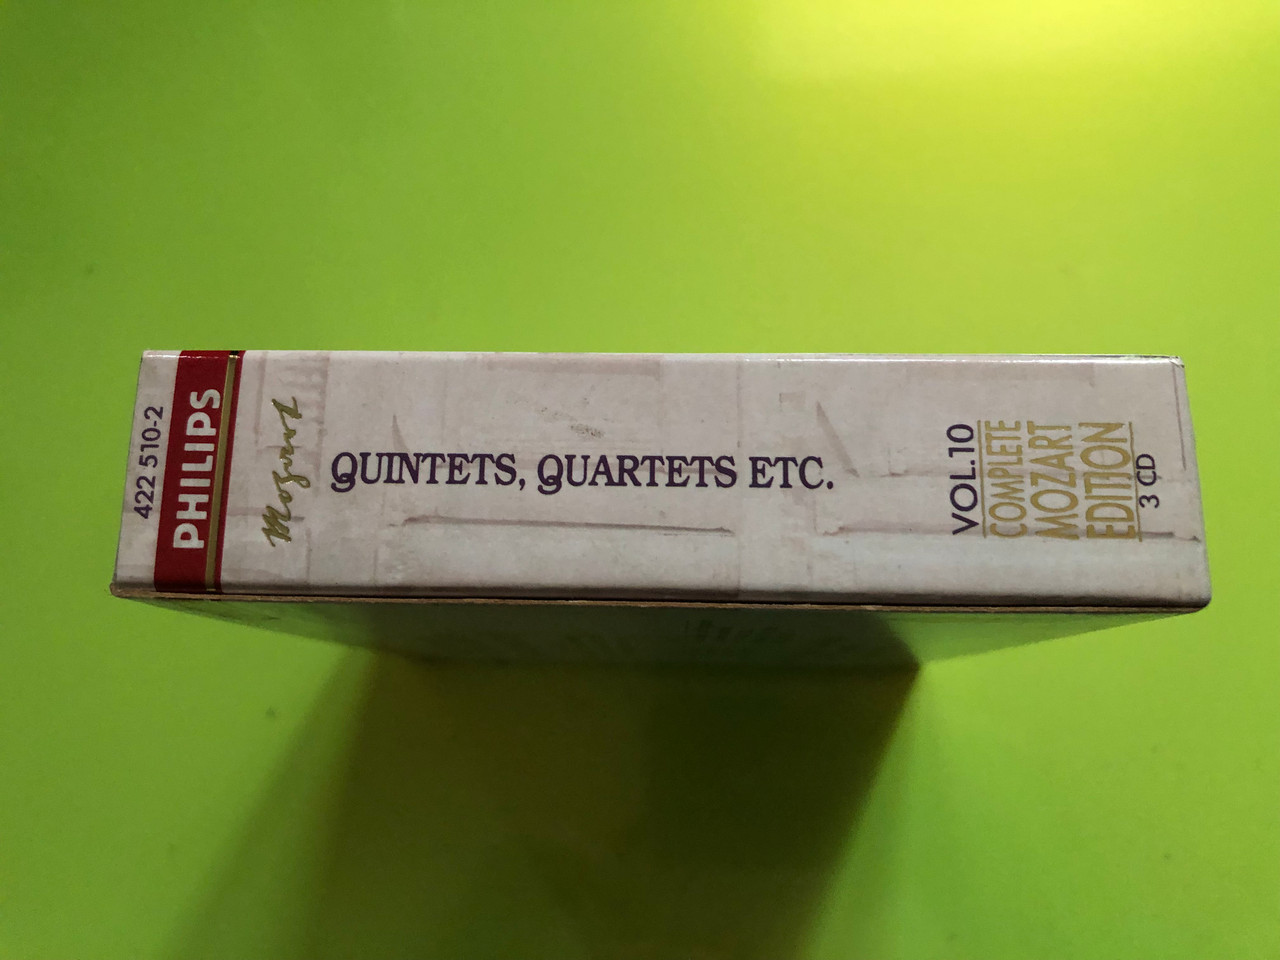 422 510-2
PHILIPS
Mozart
QUINTETS, QUARTETS ETC.
VOL.10
COMPLETE
MOZART
EDITION
3 CD